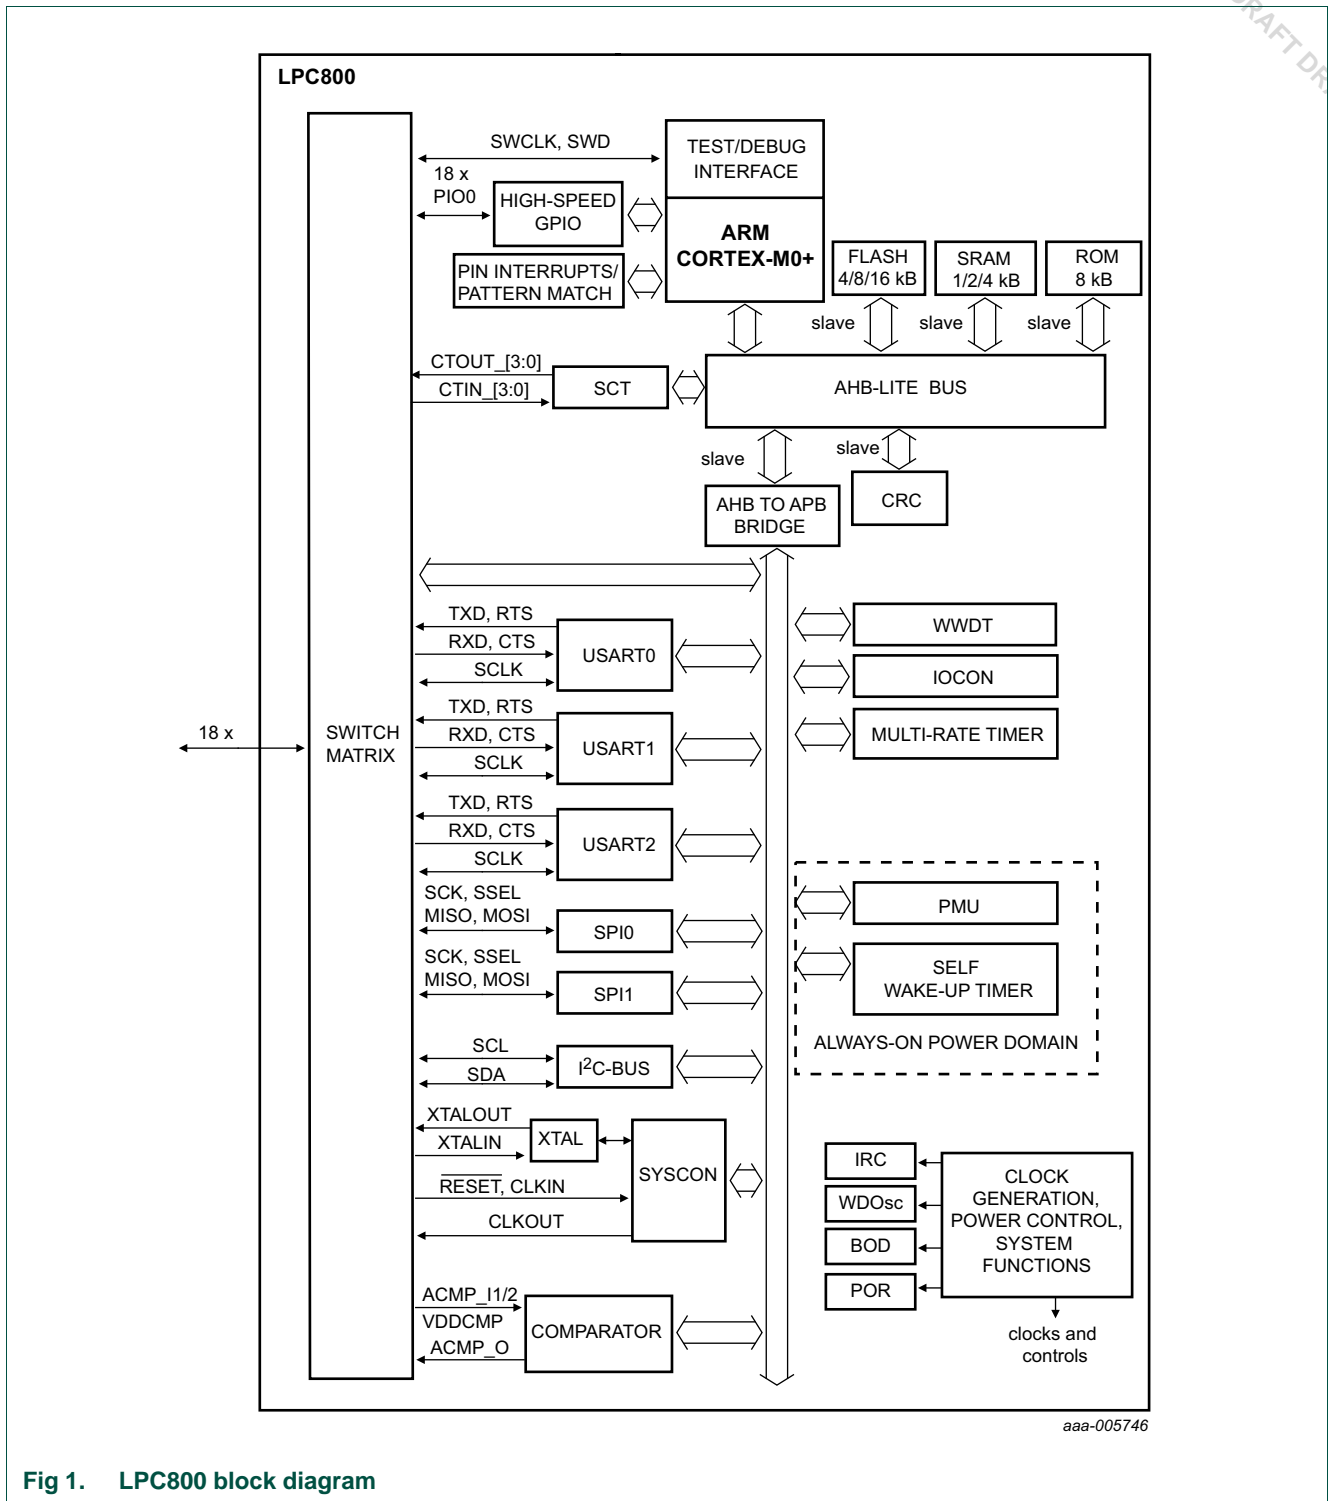 DRAFT DRA
LPC800
SWCLK, SWD
TEST/DEBUG
INTERFACE
18 x
PIO0
HIGH-SPEED
GPIO
ARM
CORTEX-M0+
PIN INTERRUPTS/
PATTERN MATCH
FLASH
4/8/16 kB
SRAM
1/2/4 kB
ROM
8 kB
slave
slave
slave
CTOUT_[3:0]
CTIN_[3:0]
SCT
AHB-LITE BUS
slave
slave
AHB TO APB
BRIDGE
CRC
TXD, RTS
RXD, CTS
SCLK
USART0
WWDT
IOCON
18 x
SWITCH
MATRIX
TXD, RTS
RXD, CTS
SCLK
USART1
MULTI-RATE TIMER
TXD, RTS
RXD, CTS
SCLK
USART2
SCK, SSEL
MISO, MOSI
SPI0
PMU
SCK, SSEL
MISO, MOSI
SPI1
SELF
WAKE-UP TIMER
ALWAYS-ON POWER DOMAIN
SCL
SDA
I2C-BUS
XTALOUT
XTALIN
XTAL
RESET, CLKIN
CLKOUT
SYSCON
IRC
WDOsc
BOD
POR
CLOCK
GENERATION,
POWER CONTROL,
SYSTEM
FUNCTIONS
clocks and
controls
ACMP_I1/2
VDDCMP
ACMP_O
COMPARATOR
aaa-005746
Fig 1. LPC800 block diagram